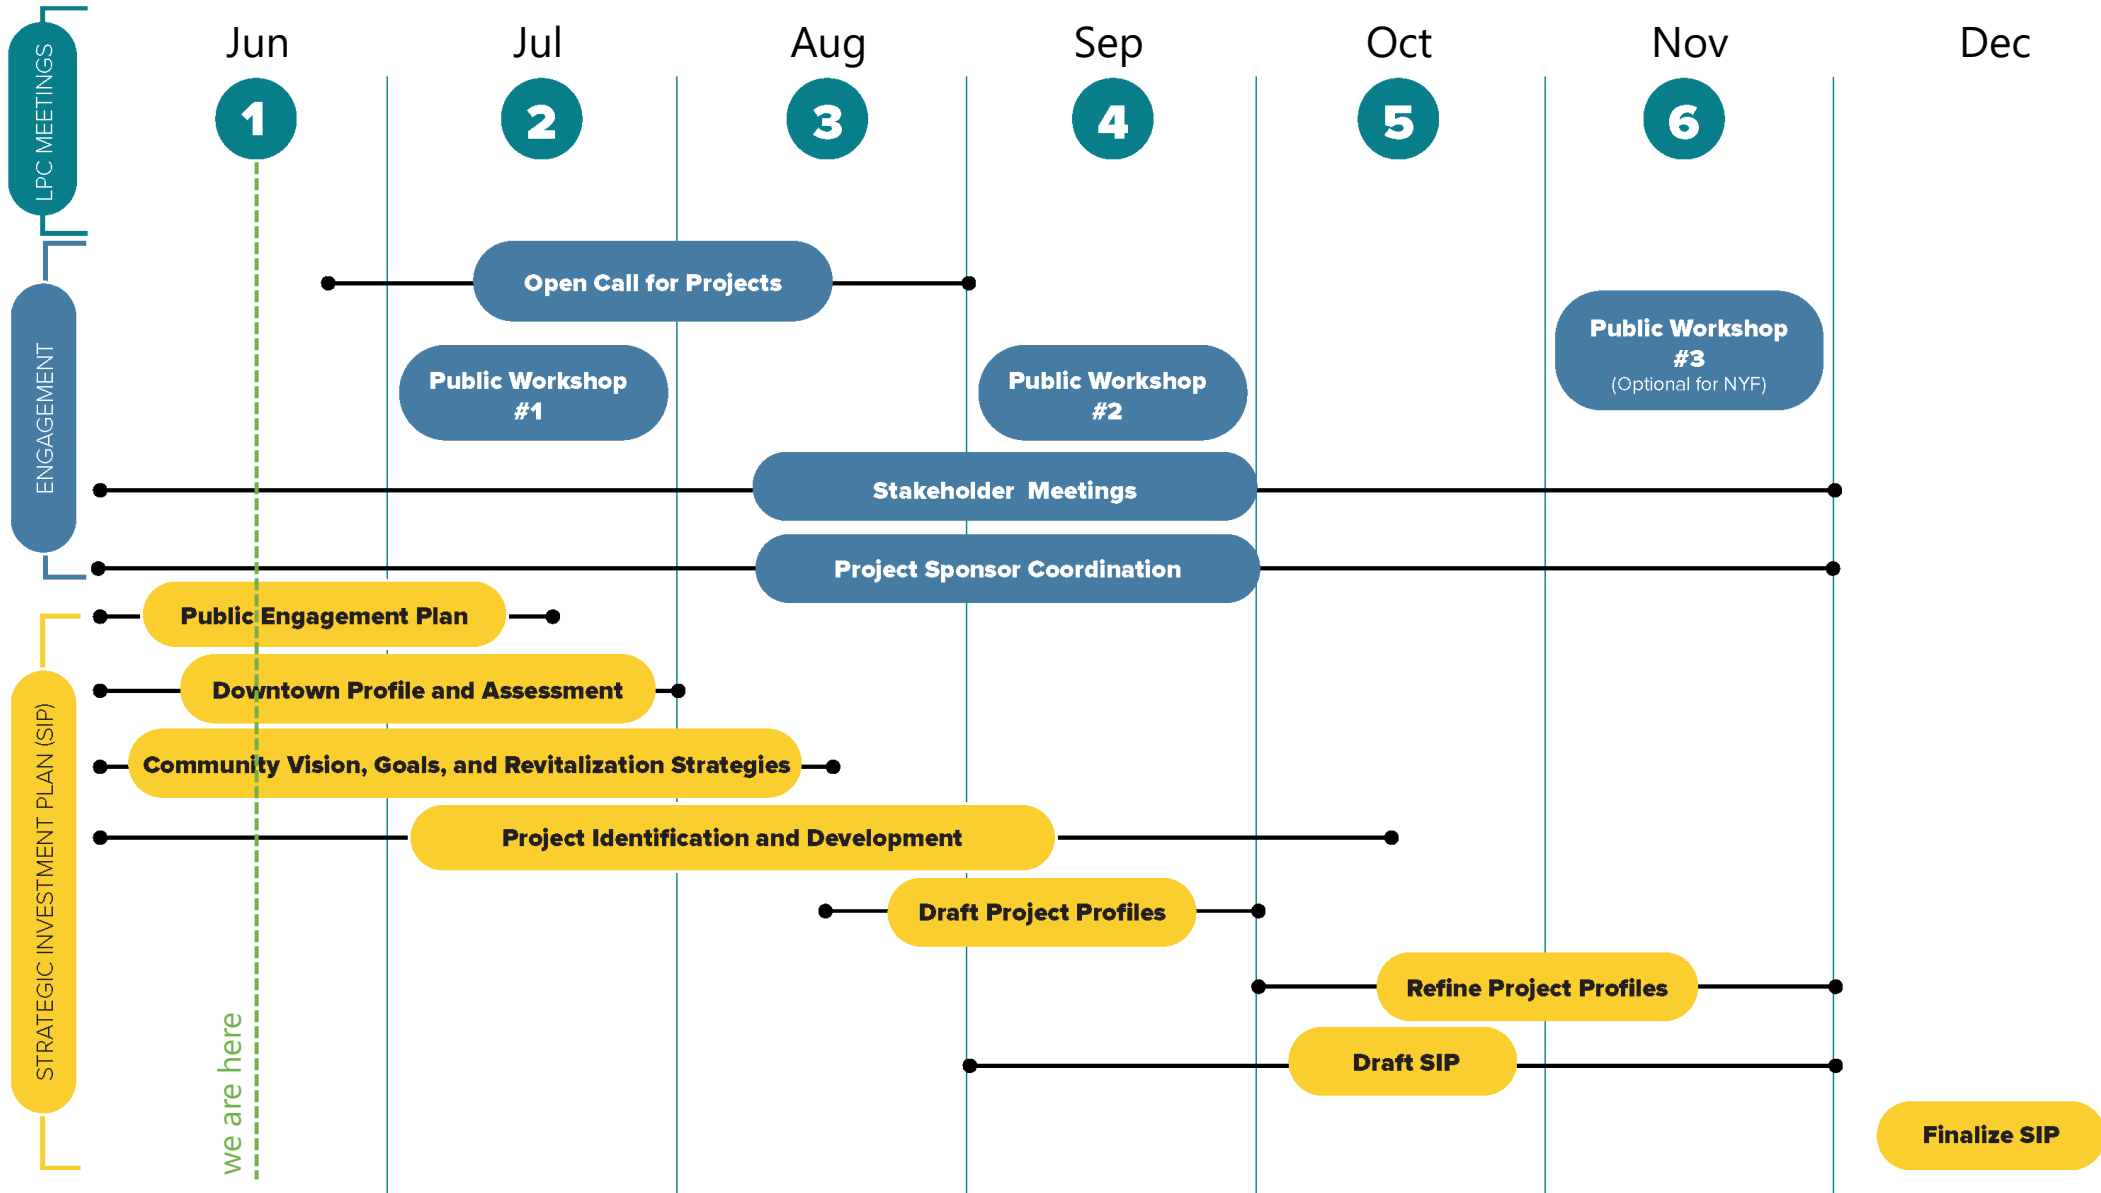 Jun Jul Aug Sep Oct Nov Dec
LPC MEETINGS
1 2 3 4 5 6
ENGAGEMENT
Open Call for Projects
Public Workshop
#1
Public Workshop
#2
Public Workshop
#3
(Optional for NYF)
Stakeholder Meetings
Project Sponsor Coordination
STRATEGIC INVESTMENT PLAN (SIP)
Public Engagement Plan
Downtown Profile and Assessment
Community Vision, Goals, and Revitalization Strategies
Project Identification and Development
Draft Project Profiles
Refine Project Profiles
Draft SIP
Finalize SIP
we are here